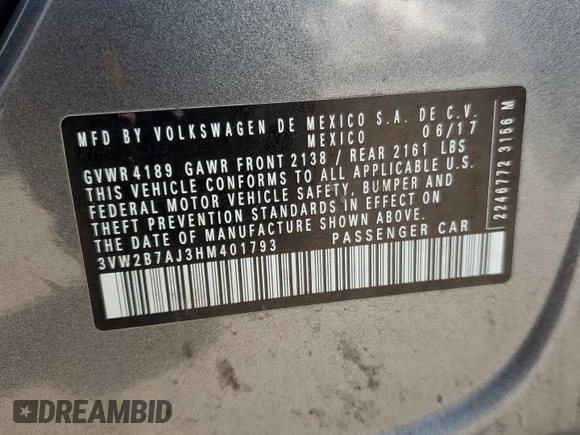 MFD BY VOLKSWAGEN DE MEXICO S.A. DE C.V.
MEXICO 06/17
GVWR 4189 GAWR FRONT 2138 / REAR 2161 LBS
THIS VEHICLE CONFORMS TO ALL APPLICABLE U.S.
FEDERAL MOTOR VEHICLE SAFETY, BUMPER AND
THEFT PREVENTION STANDARDS IN EFFECT ON
THE DATE OF MANUFACTURE SHOWN ABOVE.
3VW2B7AJ3HM401793 PASSENGER CAR
2246772 3156 M
DREAMBID